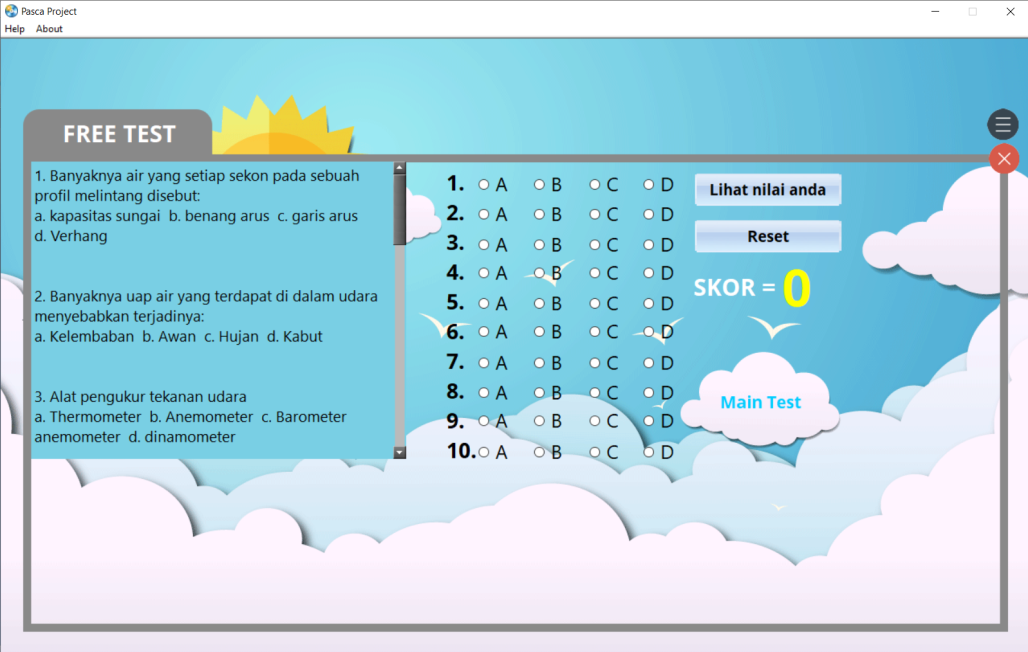 Pasca Project
Help About
FREE TEST
1. Banyaknya air yang setiap sekon pada sebuah
profil melintang disebut:
a. kapasitas sungai b. benang arus c. garis arus
d. Verhang
2. Banyaknya uap air yang terdapat di dalam udara
menyebabkan terjadinya:
a. Kelembaban b. Awan c. Hujan d. Kabut
3. Alat pengukur tekanan udara
a. Thermometer b. Anemometer c. Barometer
anemometer d. dinamometer
1. A B C D
2. A B C D
3. A B C D
4. A B C D
5. A B C D
6. A B C D
7. A B C D
8. A B C D
9. A B C D
10. A B C D
Lihat nilai anda
Reset
SKOR = 0
Main Test